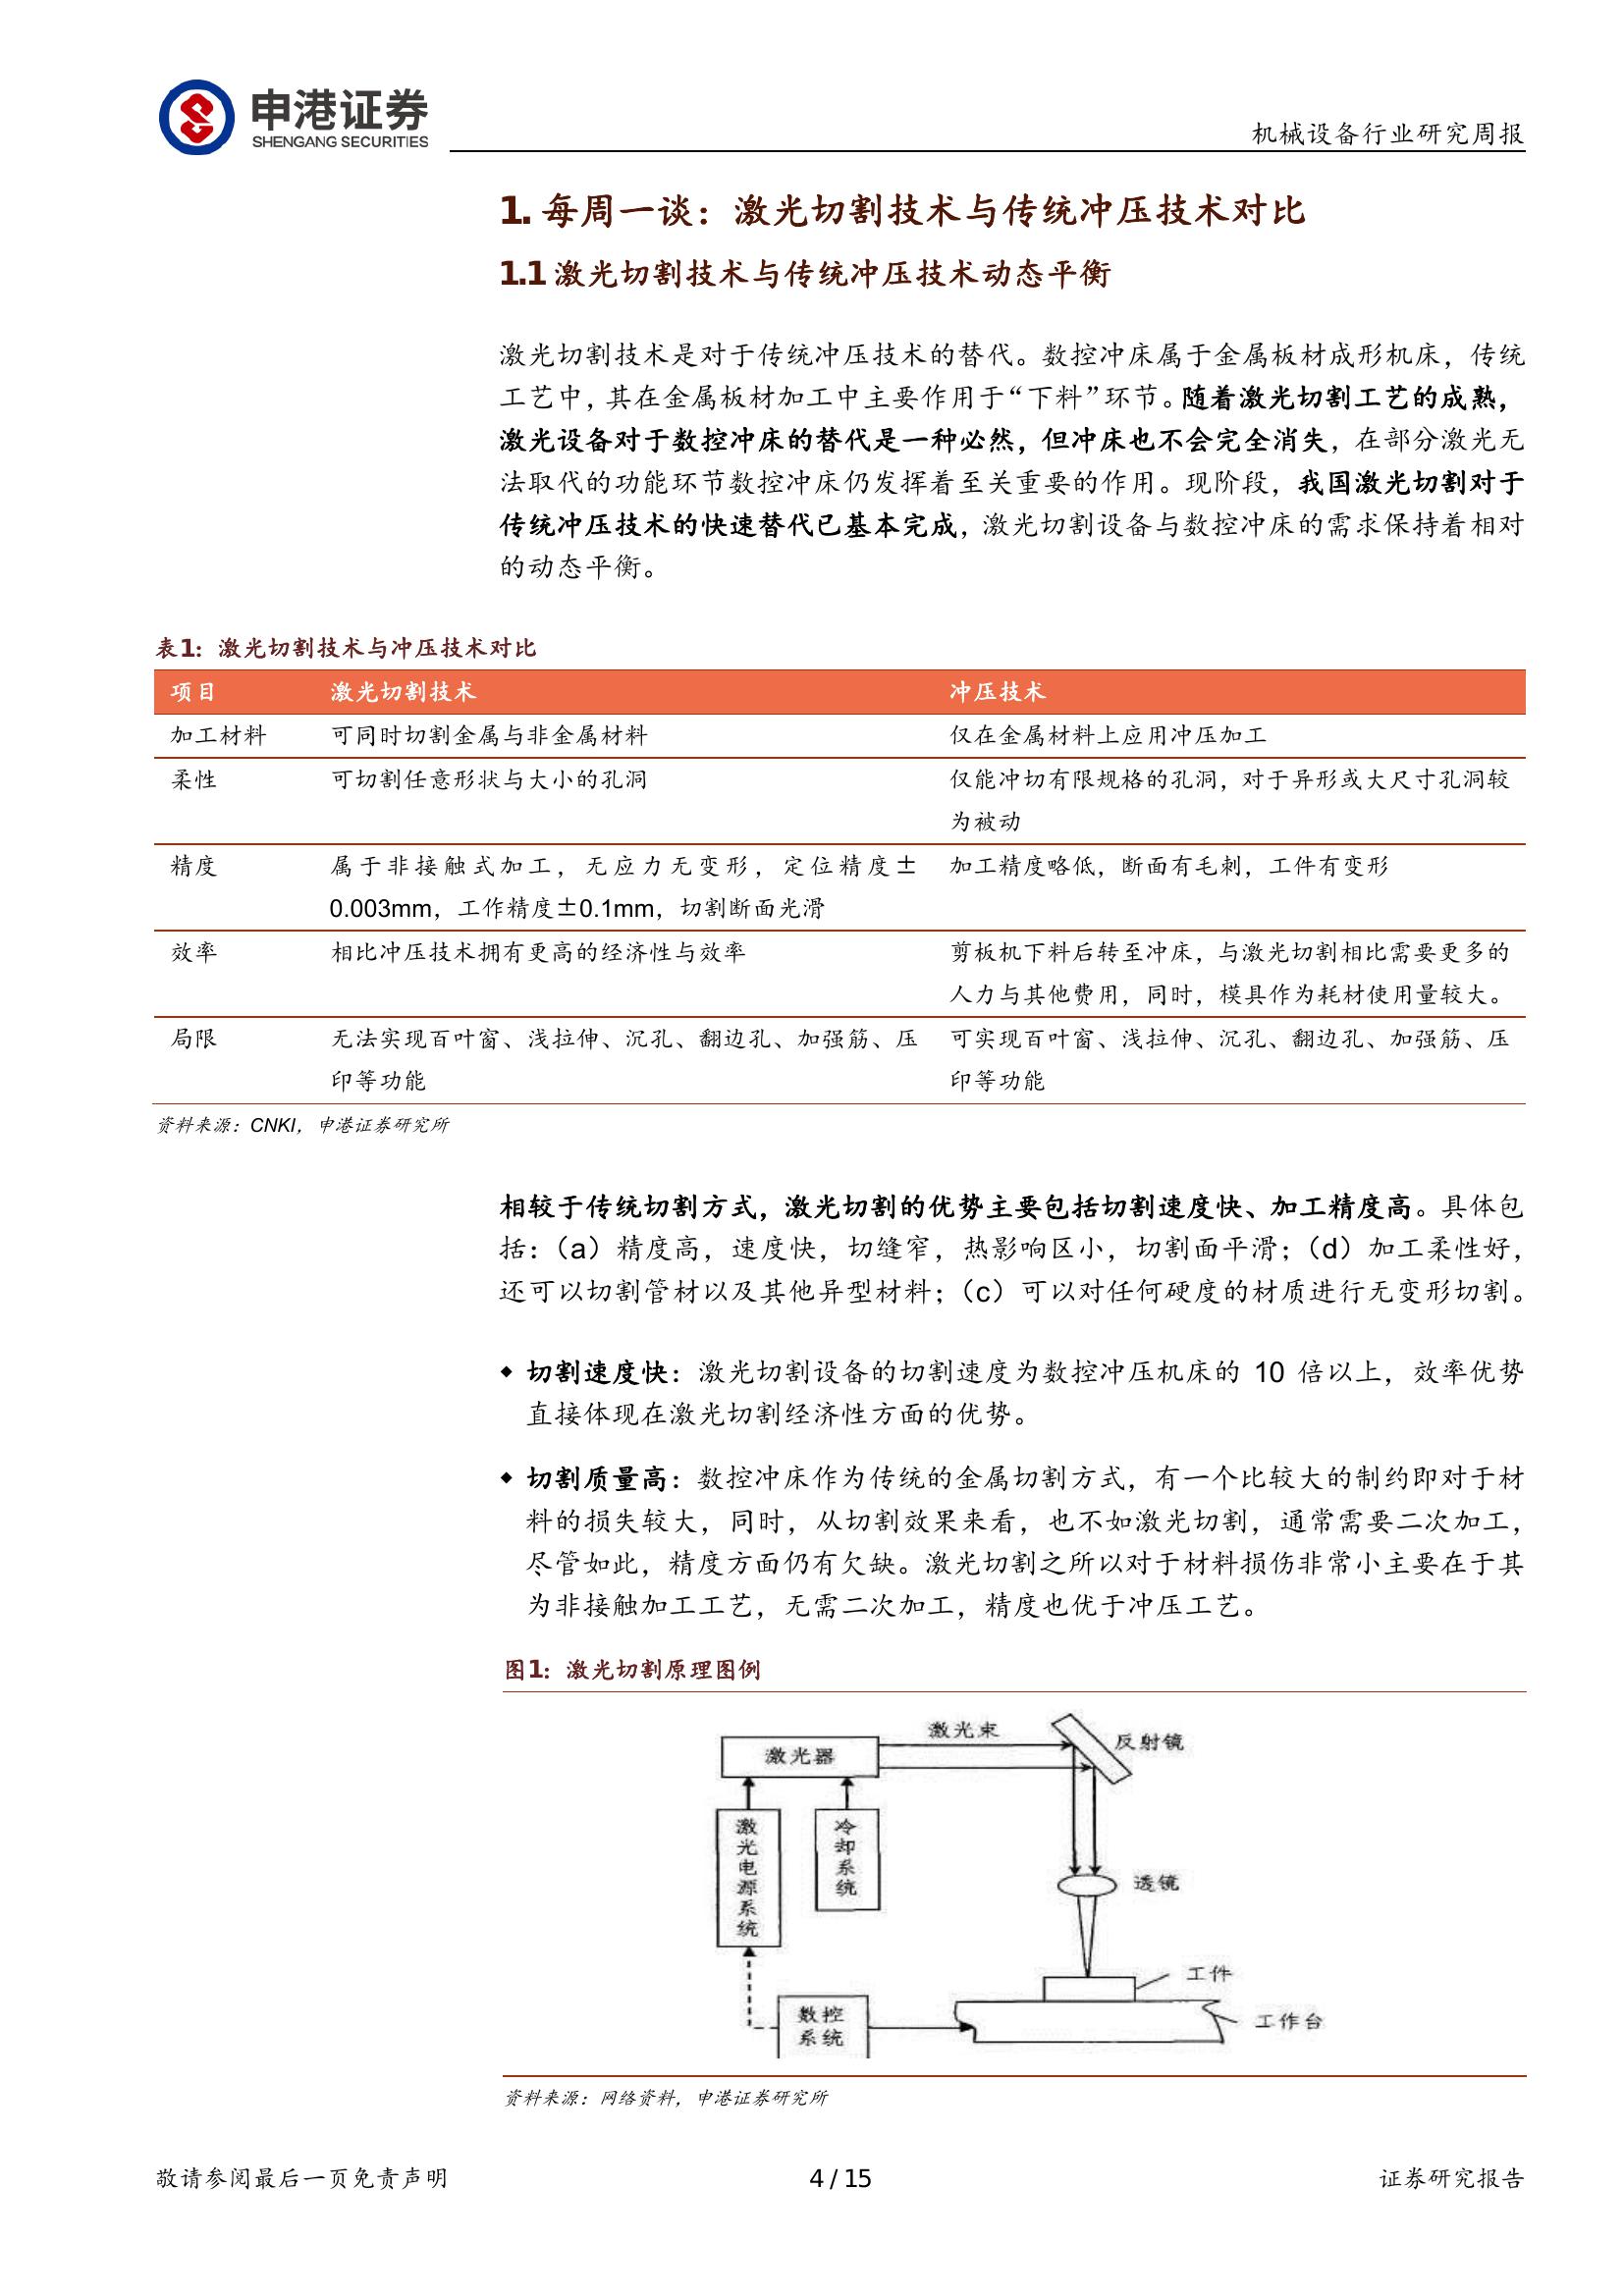 申港证券
SHENGANG SECURITIES
机械设备行业研究周报
1. 每周一谈：激光切割技术与传统冲压技术对比
1.1 激光切割技术与传统冲压技术动态平衡
激光切割技术是对于传统冲压技术的替代。数控冲床属于金属板材成形机床，传统
工艺中，其在金属板材加工中主要作用于“下料”环节。随着激光切割工艺的成熟，
激光设备对于数控冲床的替代是一种必然，但冲床也不会完全消失，在部分激光无
法取代的功能环节数控冲床仍发挥着至关重要的作用。现阶段，我国激光切割对于
传统冲压技术的快速替代已基本完成，激光切割设备与数控冲床的需求保持着相对
的动态平衡。
表1：激光切割技术与冲压技术对比
项目 激光切割技术 冲压技术
加工材料 可同时切割金属与非金属材料 仅在金属材料上应用冲压加工
柔性 可切割任意形状与大小的孔洞 仅能冲切有限规格的孔洞，对于异形或大尺寸孔洞较
为被动
精度 属于非接触式加工，无应力无变形，定位精度± 加工精度略低，断面有毛刺，工件有变形
0.003mm，工作精度±0.1mm，切割断面光滑
效率 相比冲压技术拥有更高的经济性与效率 剪板机下料后转至冲床，与激光切割相比需要更多的
人力与其他费用，同时，模具作为耗材使用量较大。
局限 无法实现百叶窗、浅拉伸、沉孔、翻边孔、加强筋、压 可实现百叶窗、浅拉伸、沉孔、翻边孔、加强筋、压
印等功能 印等功能
资料来源：CNKI，申港证券研究所
相较于传统切割方式，激光切割的优势主要包括切割速度快、加工精度高。具体包
括：（a）精度高，速度快，切缝窄，热影响区小，切割面平滑；（d）加工柔性好，
还可以切割管材以及其他异型材料；（c）可以对任何硬度的材质进行无变形切割。
◆ 切割速度快：激光切割设备的切割速度为数控冲压机床的 10 倍以上，效率优势
直接体现在激光切割经济性方面的优势。
◆ 切割质量高：数控冲床作为传统的金属切割方式，有一个比较大的制约即对于材
料的损失较大，同时，从切割效果来看，也不如激光切割，通常需要二次加工，
尽管如此，精度方面仍有欠缺。激光切割之所以对于材料损伤非常小主要在于其
为非接触加工工艺，无需二次加工，精度也优于冲压工艺。
图1：激光切割原理图例
激光束
反射镜
激光器
激光电源系统
冷却系统
透镜
工件
数控
系统
工作台
资料来源：网络资料，申港证券研究所
敬请参阅最后一页免责声明 4 / 15 证券研究报告